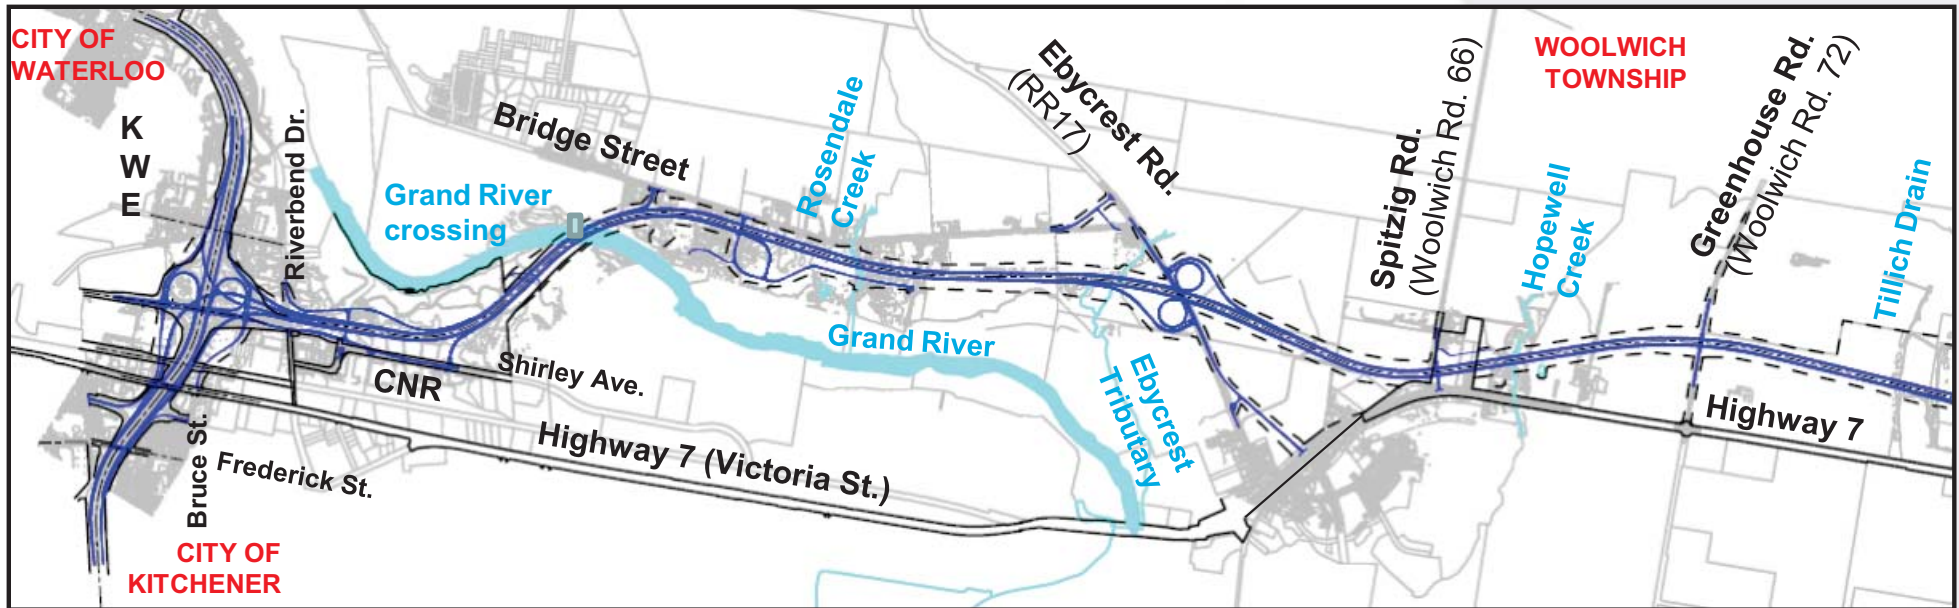 CITY OF
WATERLOO
K
W
E
Riverbend Dr.
Grand River
crossing
Bridge Street
Rosendale
Creek
Ebycrest Rd.
(RR17)
WOOLWICH
TOWNSHIP
Spitzig Rd.
(Woolwich Rd. 66)
Hopewell
Creek
Greenhouse Rd.
(Woolwich Rd. 72)
Tillich Drain
Grand River
Ebycrest
Tributary
Shirley Ave.
CNR
Highway 7 (Victoria St.)
Highway 7
Bruce St.
Frederick St.
CITY OF
KITCHENER